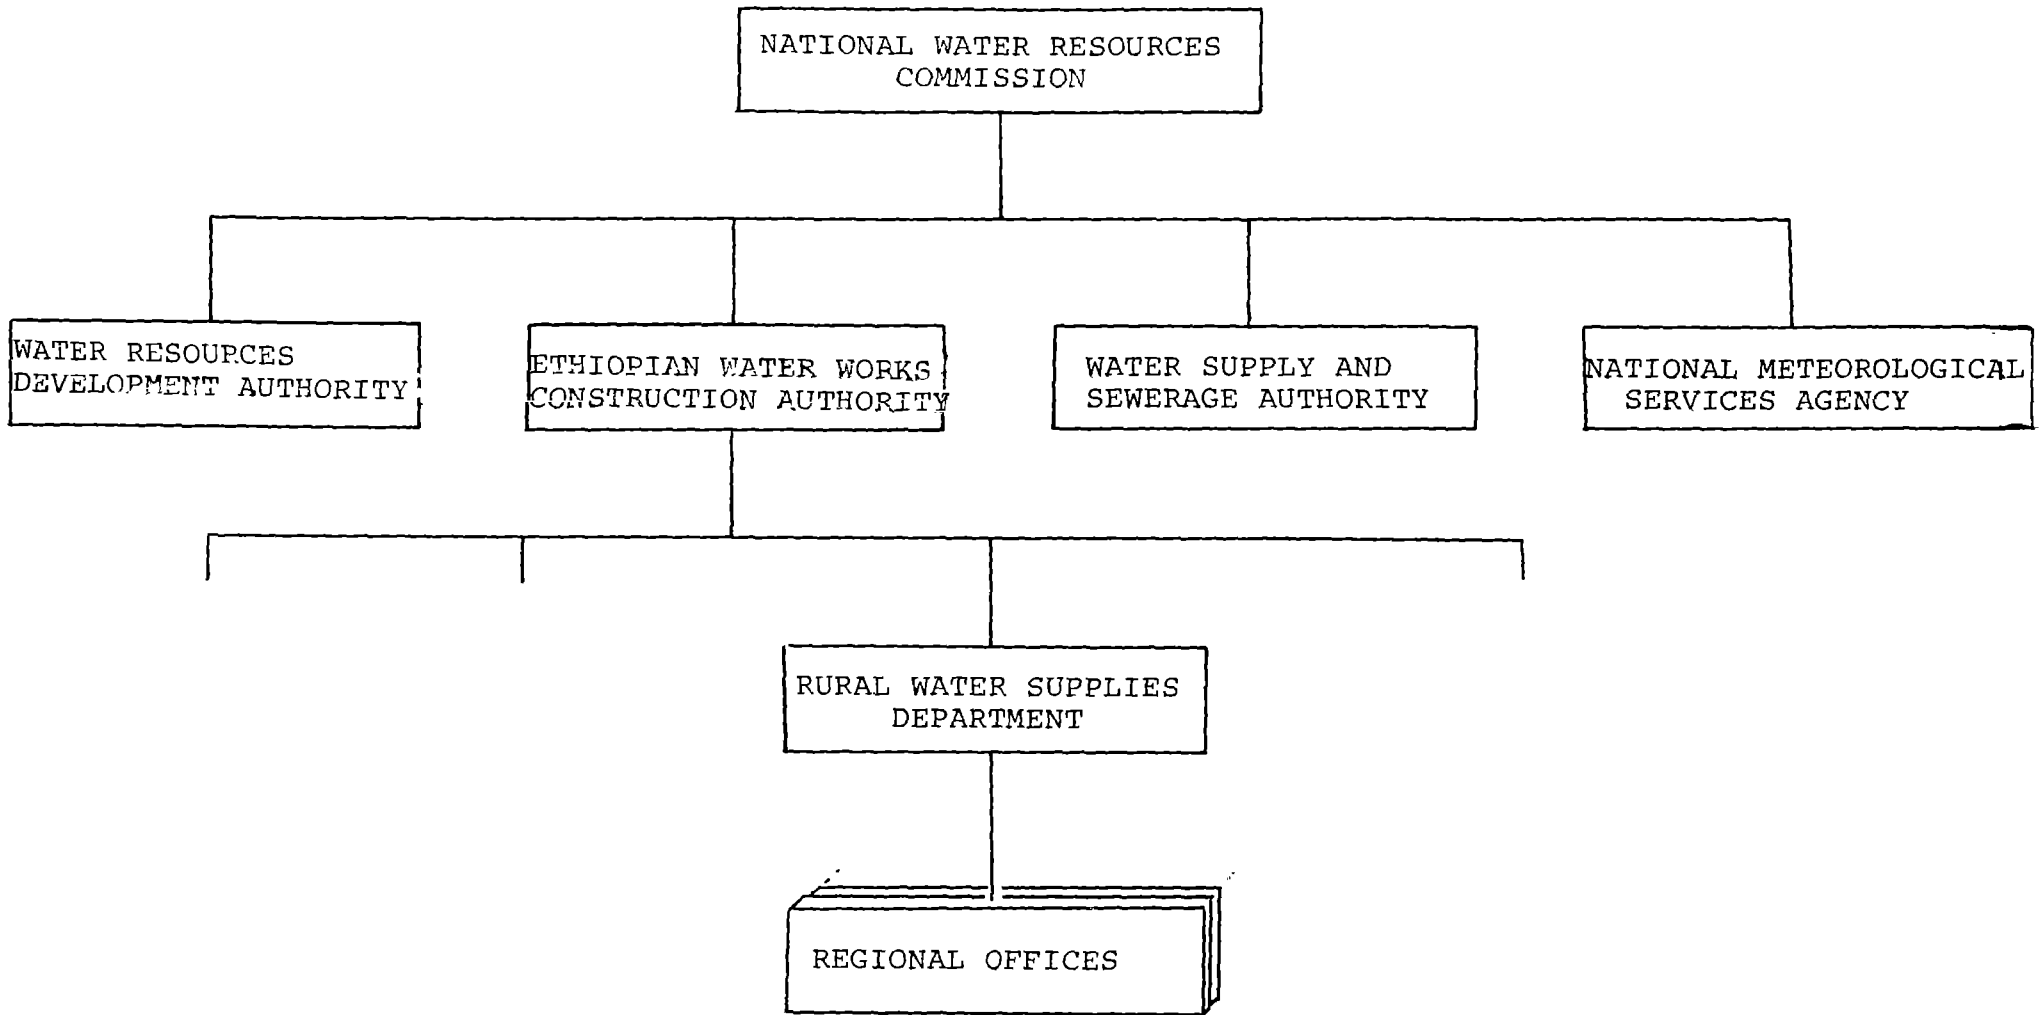 NATIONAL WATER RESOURCES
COMMISSION
WATER RESOURCES
DEVELOPMENT AUTHORITY
ETHIOPIAN WATER WORKS
CONSTRUCTION AUTHORITY
WATER SUPPLY AND
SEWERAGE AUTHORITY
NATIONAL METEOROLOGICAL
SERVICES AGENCY
RURAL WATER SUPPLIES
DEPARTMENT
REGIONAL OFFICES